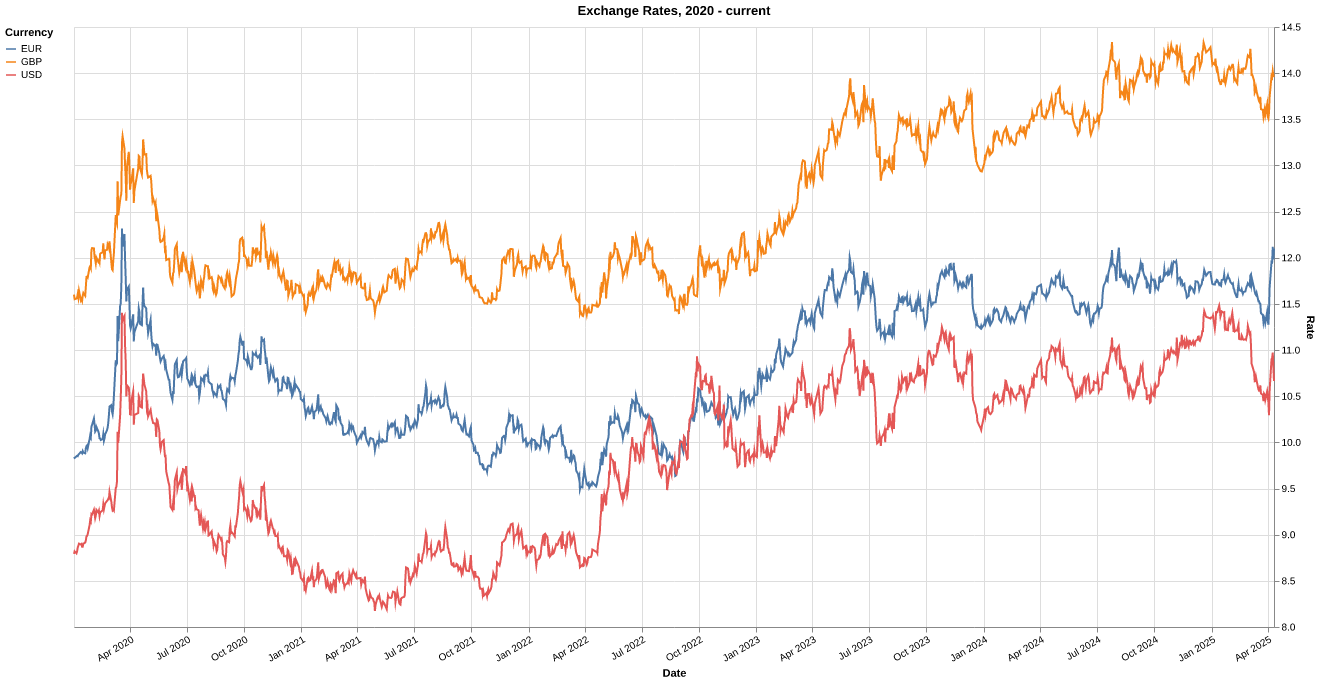 Exchange Rates, 2020 - current
Currency
EUR
GBP
USD
14.5
14.0
13.5
13.0
12.5
12.0
11.5
11.0
10.5
10.0
9.5
9.0
8.5
8.0
Rate
Apr 2020
Jul 2020
Oct 2020
Jan 2021
Apr 2021
Jul 2021
Oct 2021
Jan 2022
Apr 2022
Jul 2022
Oct 2022
Jan 2023
Apr 2023
Jul 2023
Oct 2023
Jan 2024
Apr 2024
Jul 2024
Oct 2024
Jan 2025
Apr 2025
Date